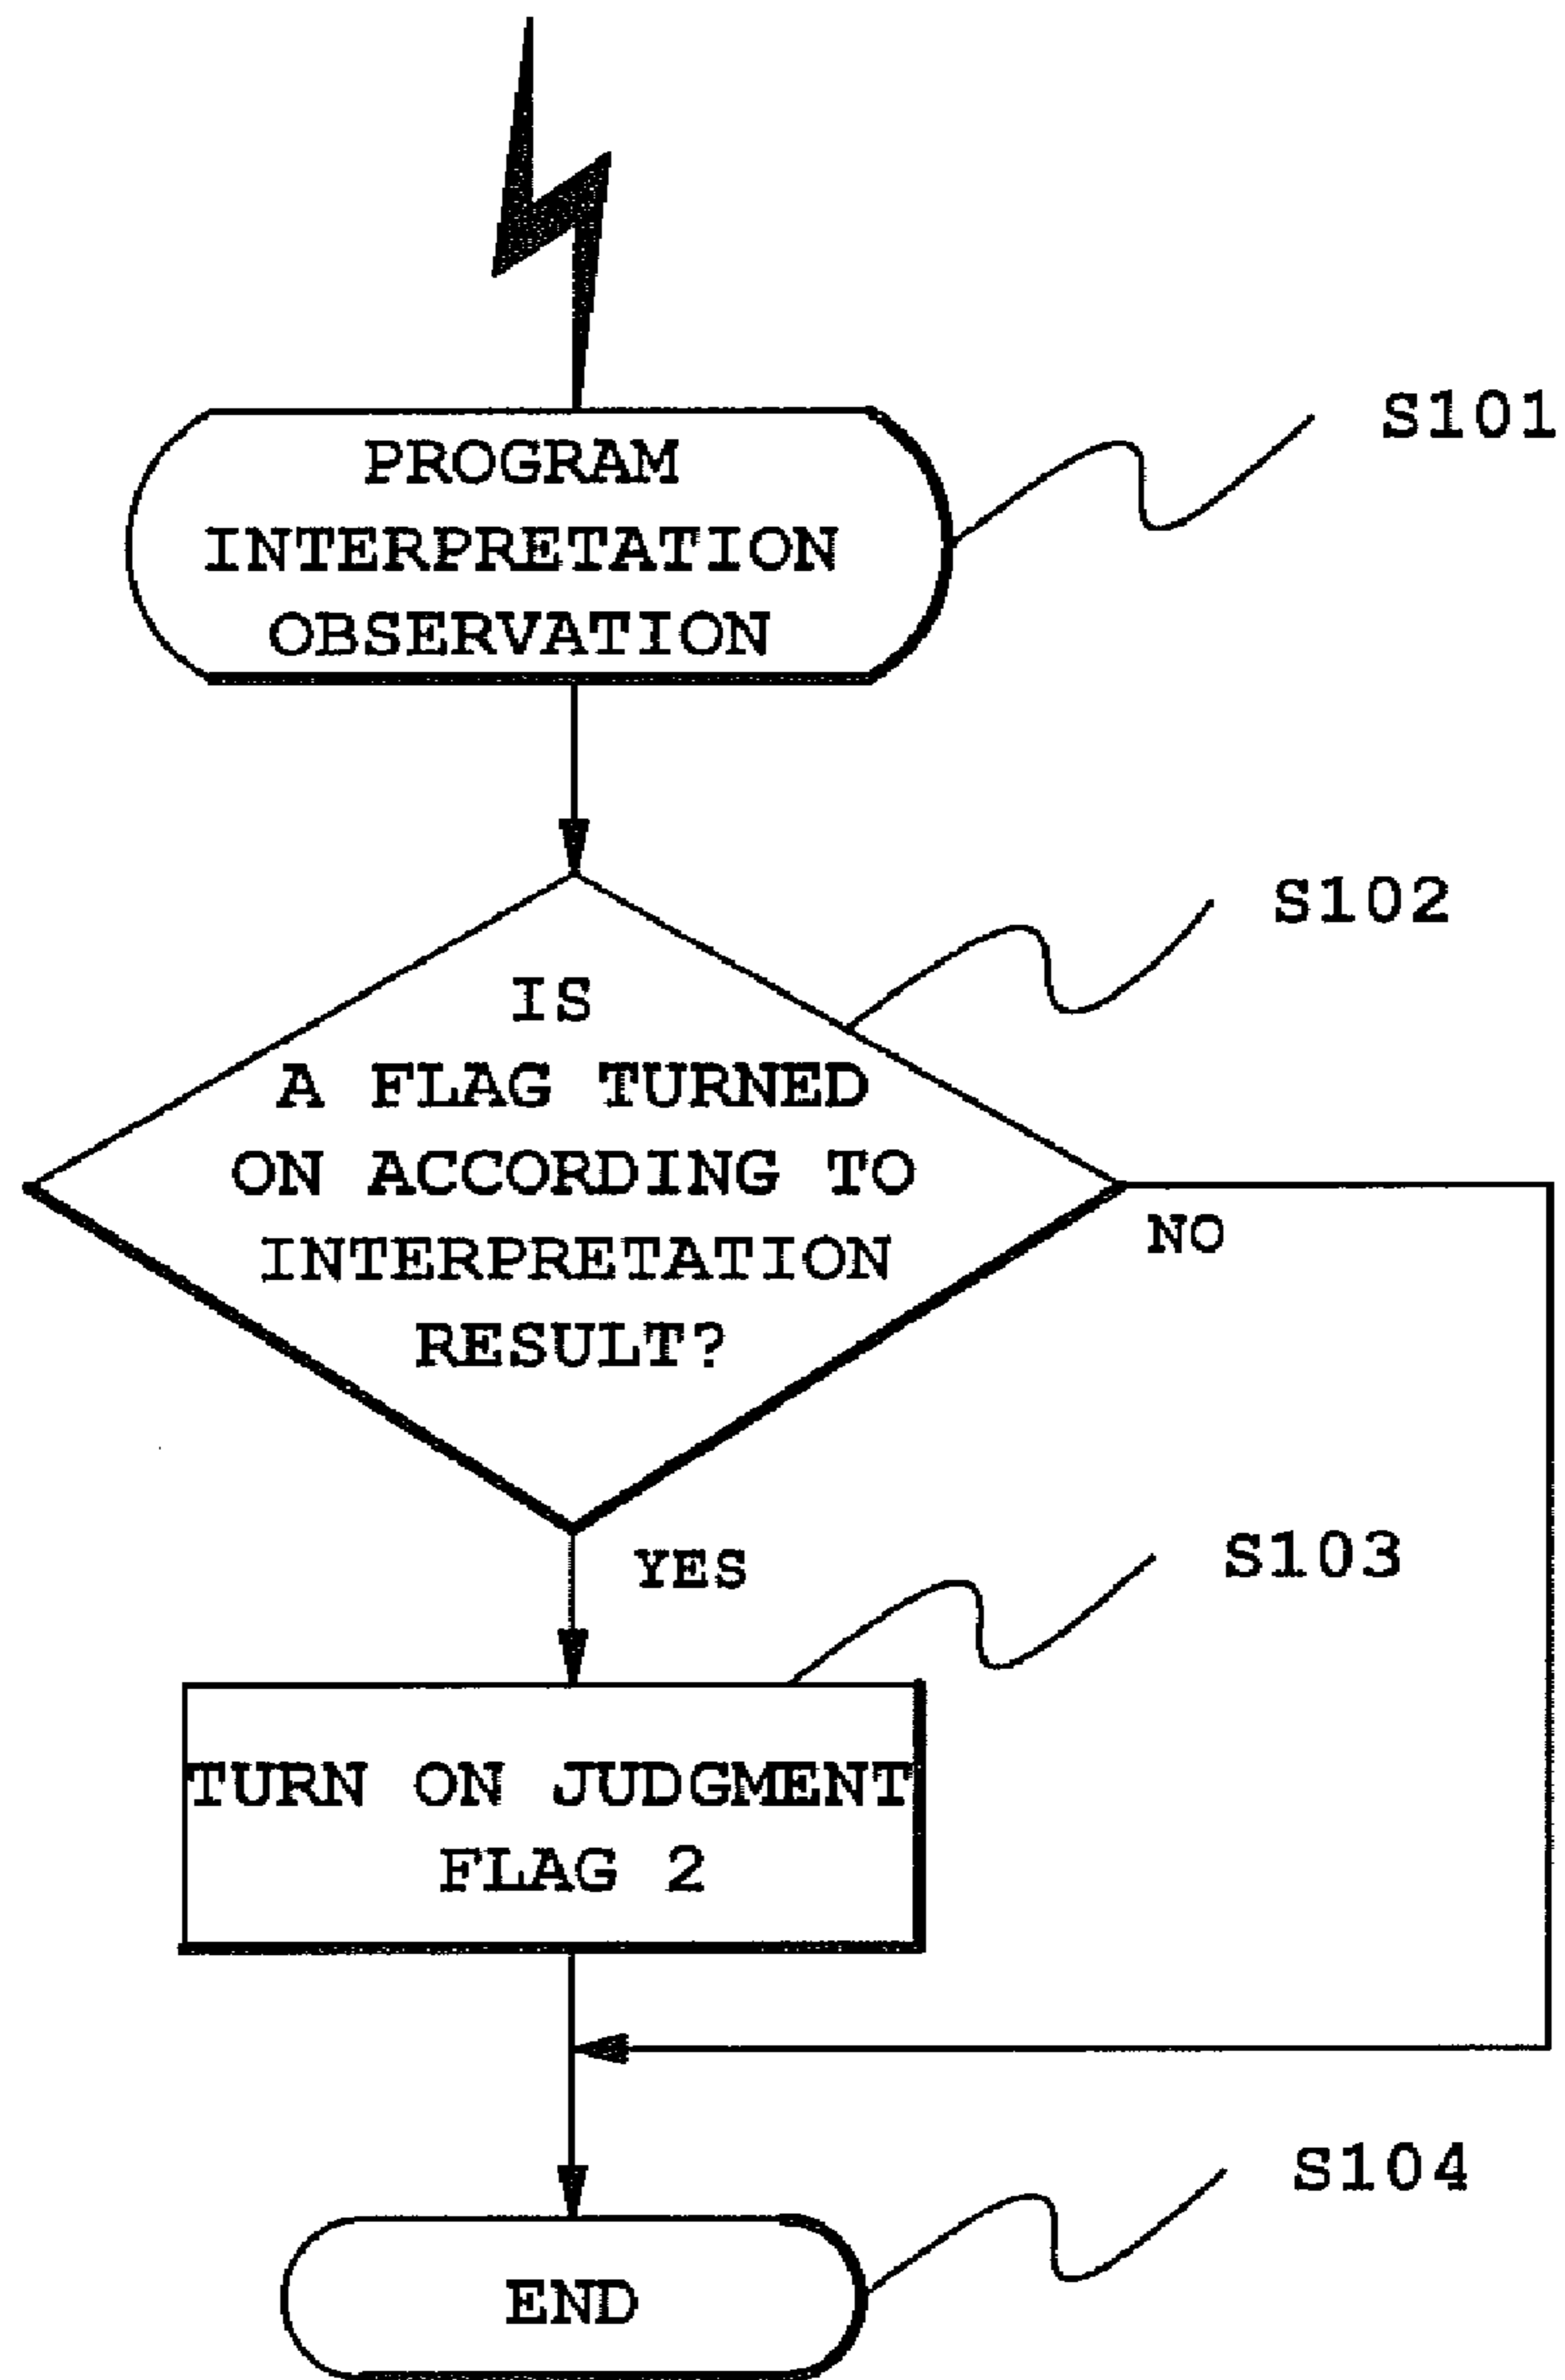 S101
PROGRAM
INTERPRETATION
OBSERVATION
S102
IS
A FLAG TURNED
ON ACCORDING TO
INTERPRETATION
RESULT?
NO
YES
S103
TURN ON JUDGMENT
FLAG 2
S104
END